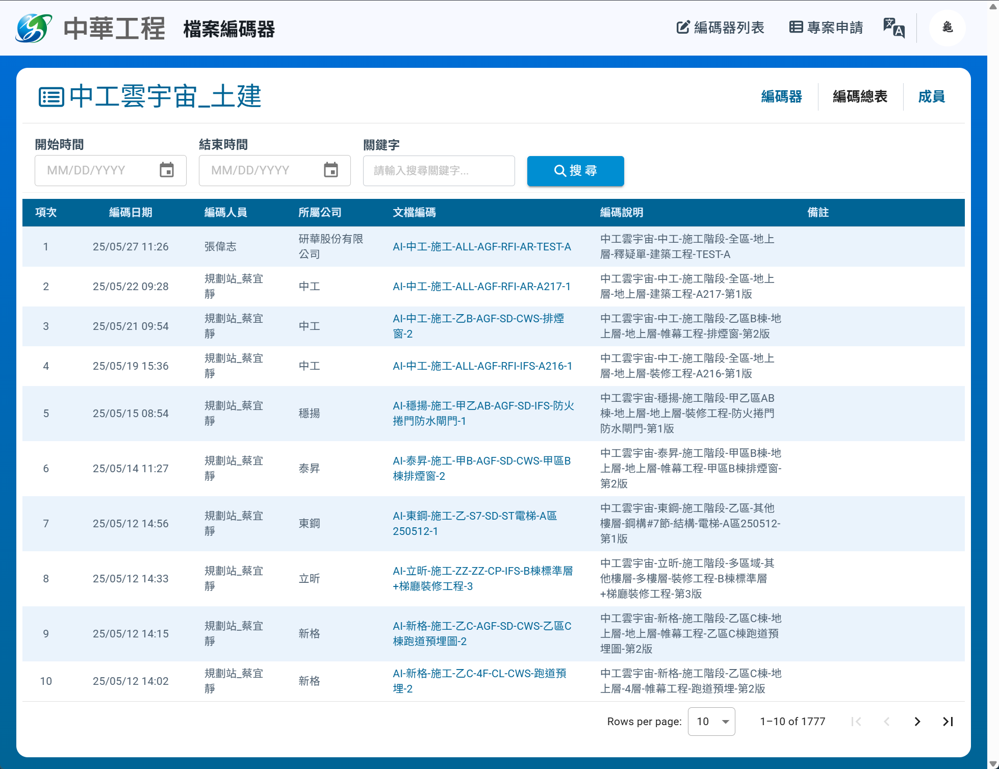 中華工程 檔案編碼器 編碼器列表 專案申請 龜
中工雲宇宙_土建 編碼器 編碼總表 成員
開始時間 結束時間 關鍵字
MM/DD/YYYY MM/DD/YYYY 請輸入搜尋關鍵字... 搜 尋
項次 編碼日期 編碼人員 所屬公司 文檔編碼 編碼說明 備註
1 25/05/27 11:26 張偉志 研華股份有限 AI-中工-施工-ALL-AGF-RFI-AR-TEST-A 中工雲宇宙-中工-施工階段-全區-地上
公司 層-釋疑單-建築工程-TEST-A
2 25/05/22 09:28 規劃站_蔡宜 中工 AI-中工-施工-ALL-AGF-RFI-AR-A217-1 中工雲宇宙-中工-施工階段-全區-地上
靜 層-地上層-建築工程-A217-第1版
3 25/05/21 09:54 規劃站_蔡宜 中工 AI-中工-施工-乙B-AGF-SD-CWS-排煙 中工雲宇宙-中工-施工階段-乙區B棟-地
靜 窗-2 上層-地上層-帷幕工程-排煙窗-第2版
4 25/05/19 15:36 規劃站_蔡宜 中工 AI-中工-施工-ALL-AGF-RFI-IFS-A216-1 中工雲宇宙-中工-施工階段-全區-地上
靜 層-地上層-裝修工程-A216-第1版
5 25/05/15 08:54 規劃站_蔡宜 穩揚 AI-穩揚-施工-甲乙AB-AGF-SD-IFS-防火 中工雲宇宙-穩揚-施工階段-甲乙區AB
靜 捲門防水閘門-1 棟-地上層-地上層-裝修工程-防火捲門
防水閘門-第1版
6 25/05/14 11:27 規劃站_蔡宜 泰昇 AI-泰昇-施工-甲B-AGF-SD-CWS-甲區B 中工雲宇宙-泰昇-施工階段-甲區B棟-地
靜 棟排煙窗-2 上層-地上層-帷幕工程-甲區B棟排煙窗-
第2版
7 25/05/12 14:56 規劃站_蔡宜 東鋼 AI-東鋼-施工-乙-S7-SD-ST電梯-A區 中工雲宇宙-東鋼-施工階段-乙區-其他
靜 250512-1 樓層-鋼構#7節-結構-電梯-A區250512-
第1版
8 25/05/12 14:33 規劃站_蔡宜 立昕 AI-立昕-施工-ZZ-ZZ-CP-IFS-B棟標準層 中工雲宇宙-立昕-施工階段-多區域-其
靜 +梯廳裝修工程-3 他樓層-多樓層-裝修工程-B棟標準層
+梯廳裝修工程-第3版
9 25/05/12 14:15 規劃站_蔡宜 新格 AI-新格-施工-乙C-AGF-SD-CWS-乙區C 中工雲宇宙-新格-施工階段-乙區C棟-地
靜 棟跑道預埋圖-2 上層-地上層-帷幕工程-乙區C棟跑道預
埋圖-第2版
10 25/05/12 14:02 規劃站_蔡宜 新格 AI-新格-施工-乙C-4F-CL-CWS-跑道預 中工雲宇宙-新格-施工階段-乙區C棟-地
靜 埋-2 上層-4層-帷幕工程-跑道預埋-第2版
Rows per page: 10 1–10 of 1777